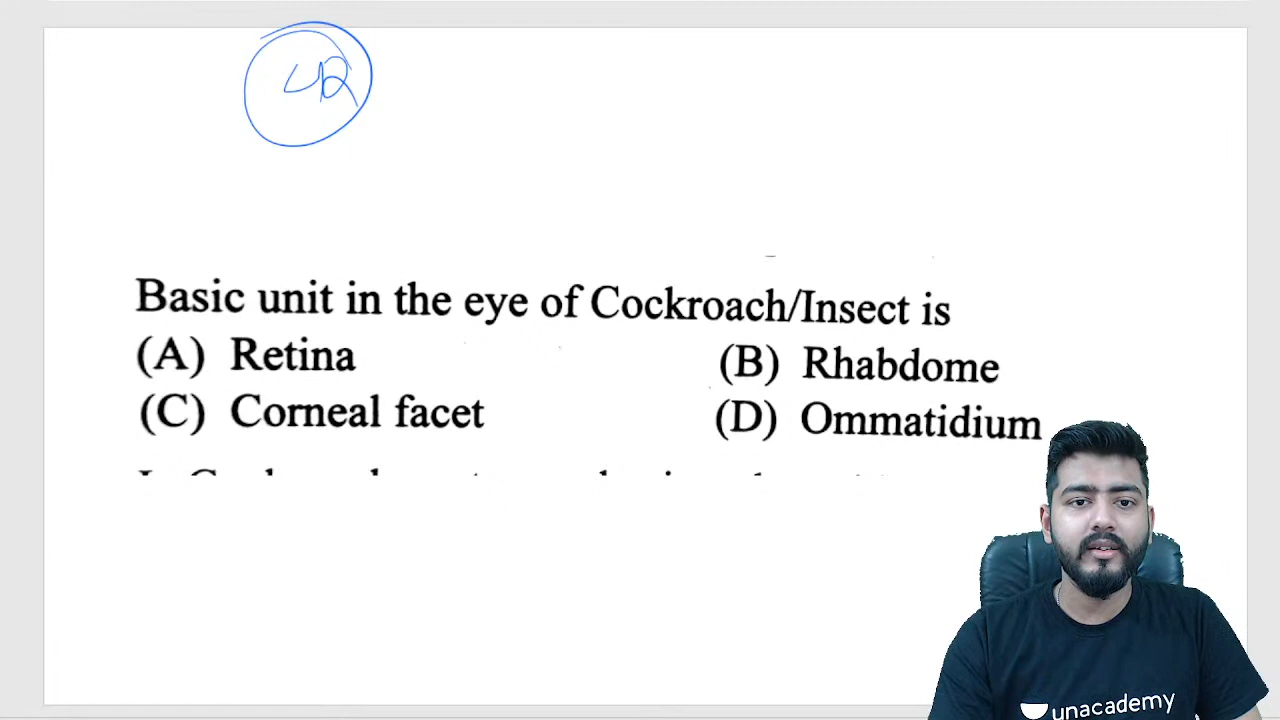 Basic unit in the eye of Cockroach/Insect is
(A) Retina
(B) Rhabdome
(C) Corneal facet
(D) Ommatidium
unacademy